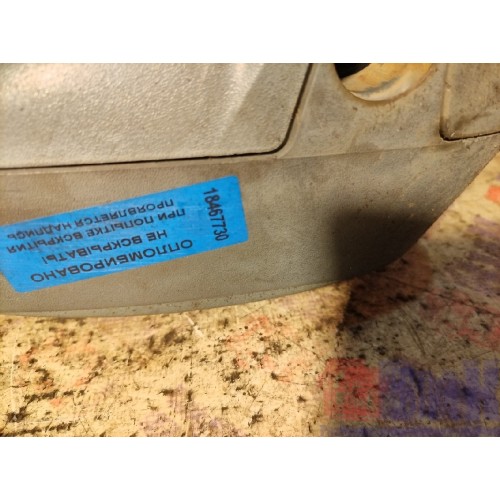 ОПЛОМБИРОВАНО
НЕ ВСКРЫВАТЬ!
ПРИ ПОПЫТКЕ ВСКРЫТИЯ
ПРОЯВЛЯЕТСЯ НАДПИСЬ
18467730